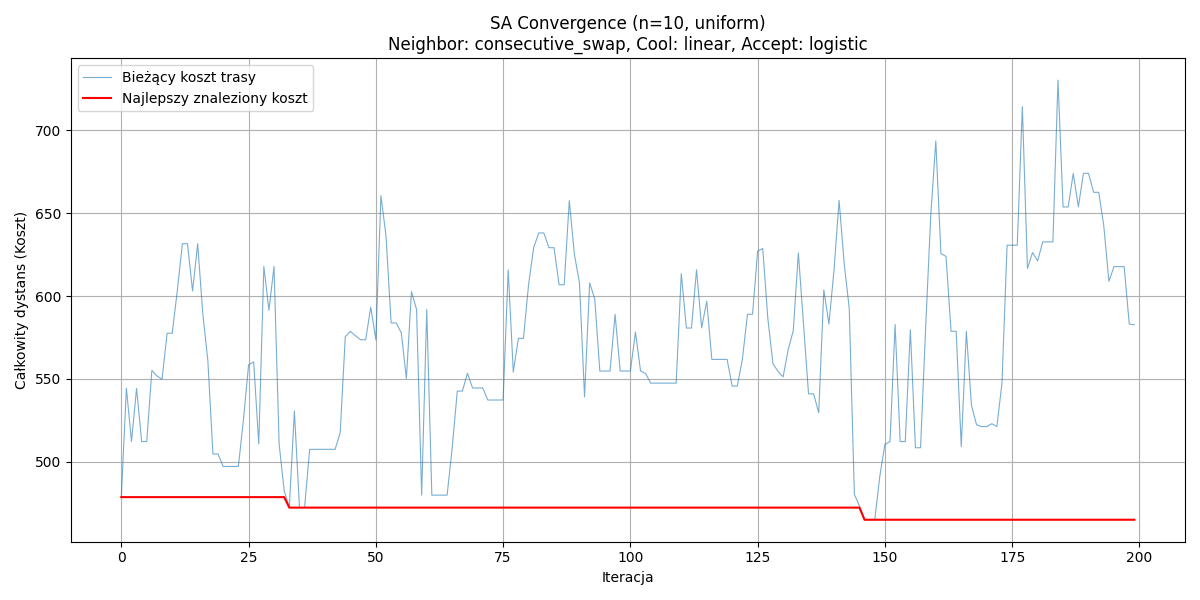 SA Convergence (n=10, uniform)
Neighbor: consecutive_swap, Cool: linear, Accept: logistic
Bieżący koszt trasy
Najlepszy znaleziony koszt
Całkowity dystans (Koszt)
700
650
600
550
500
0 25 50 75 100 125 150 175 200
Iteracja